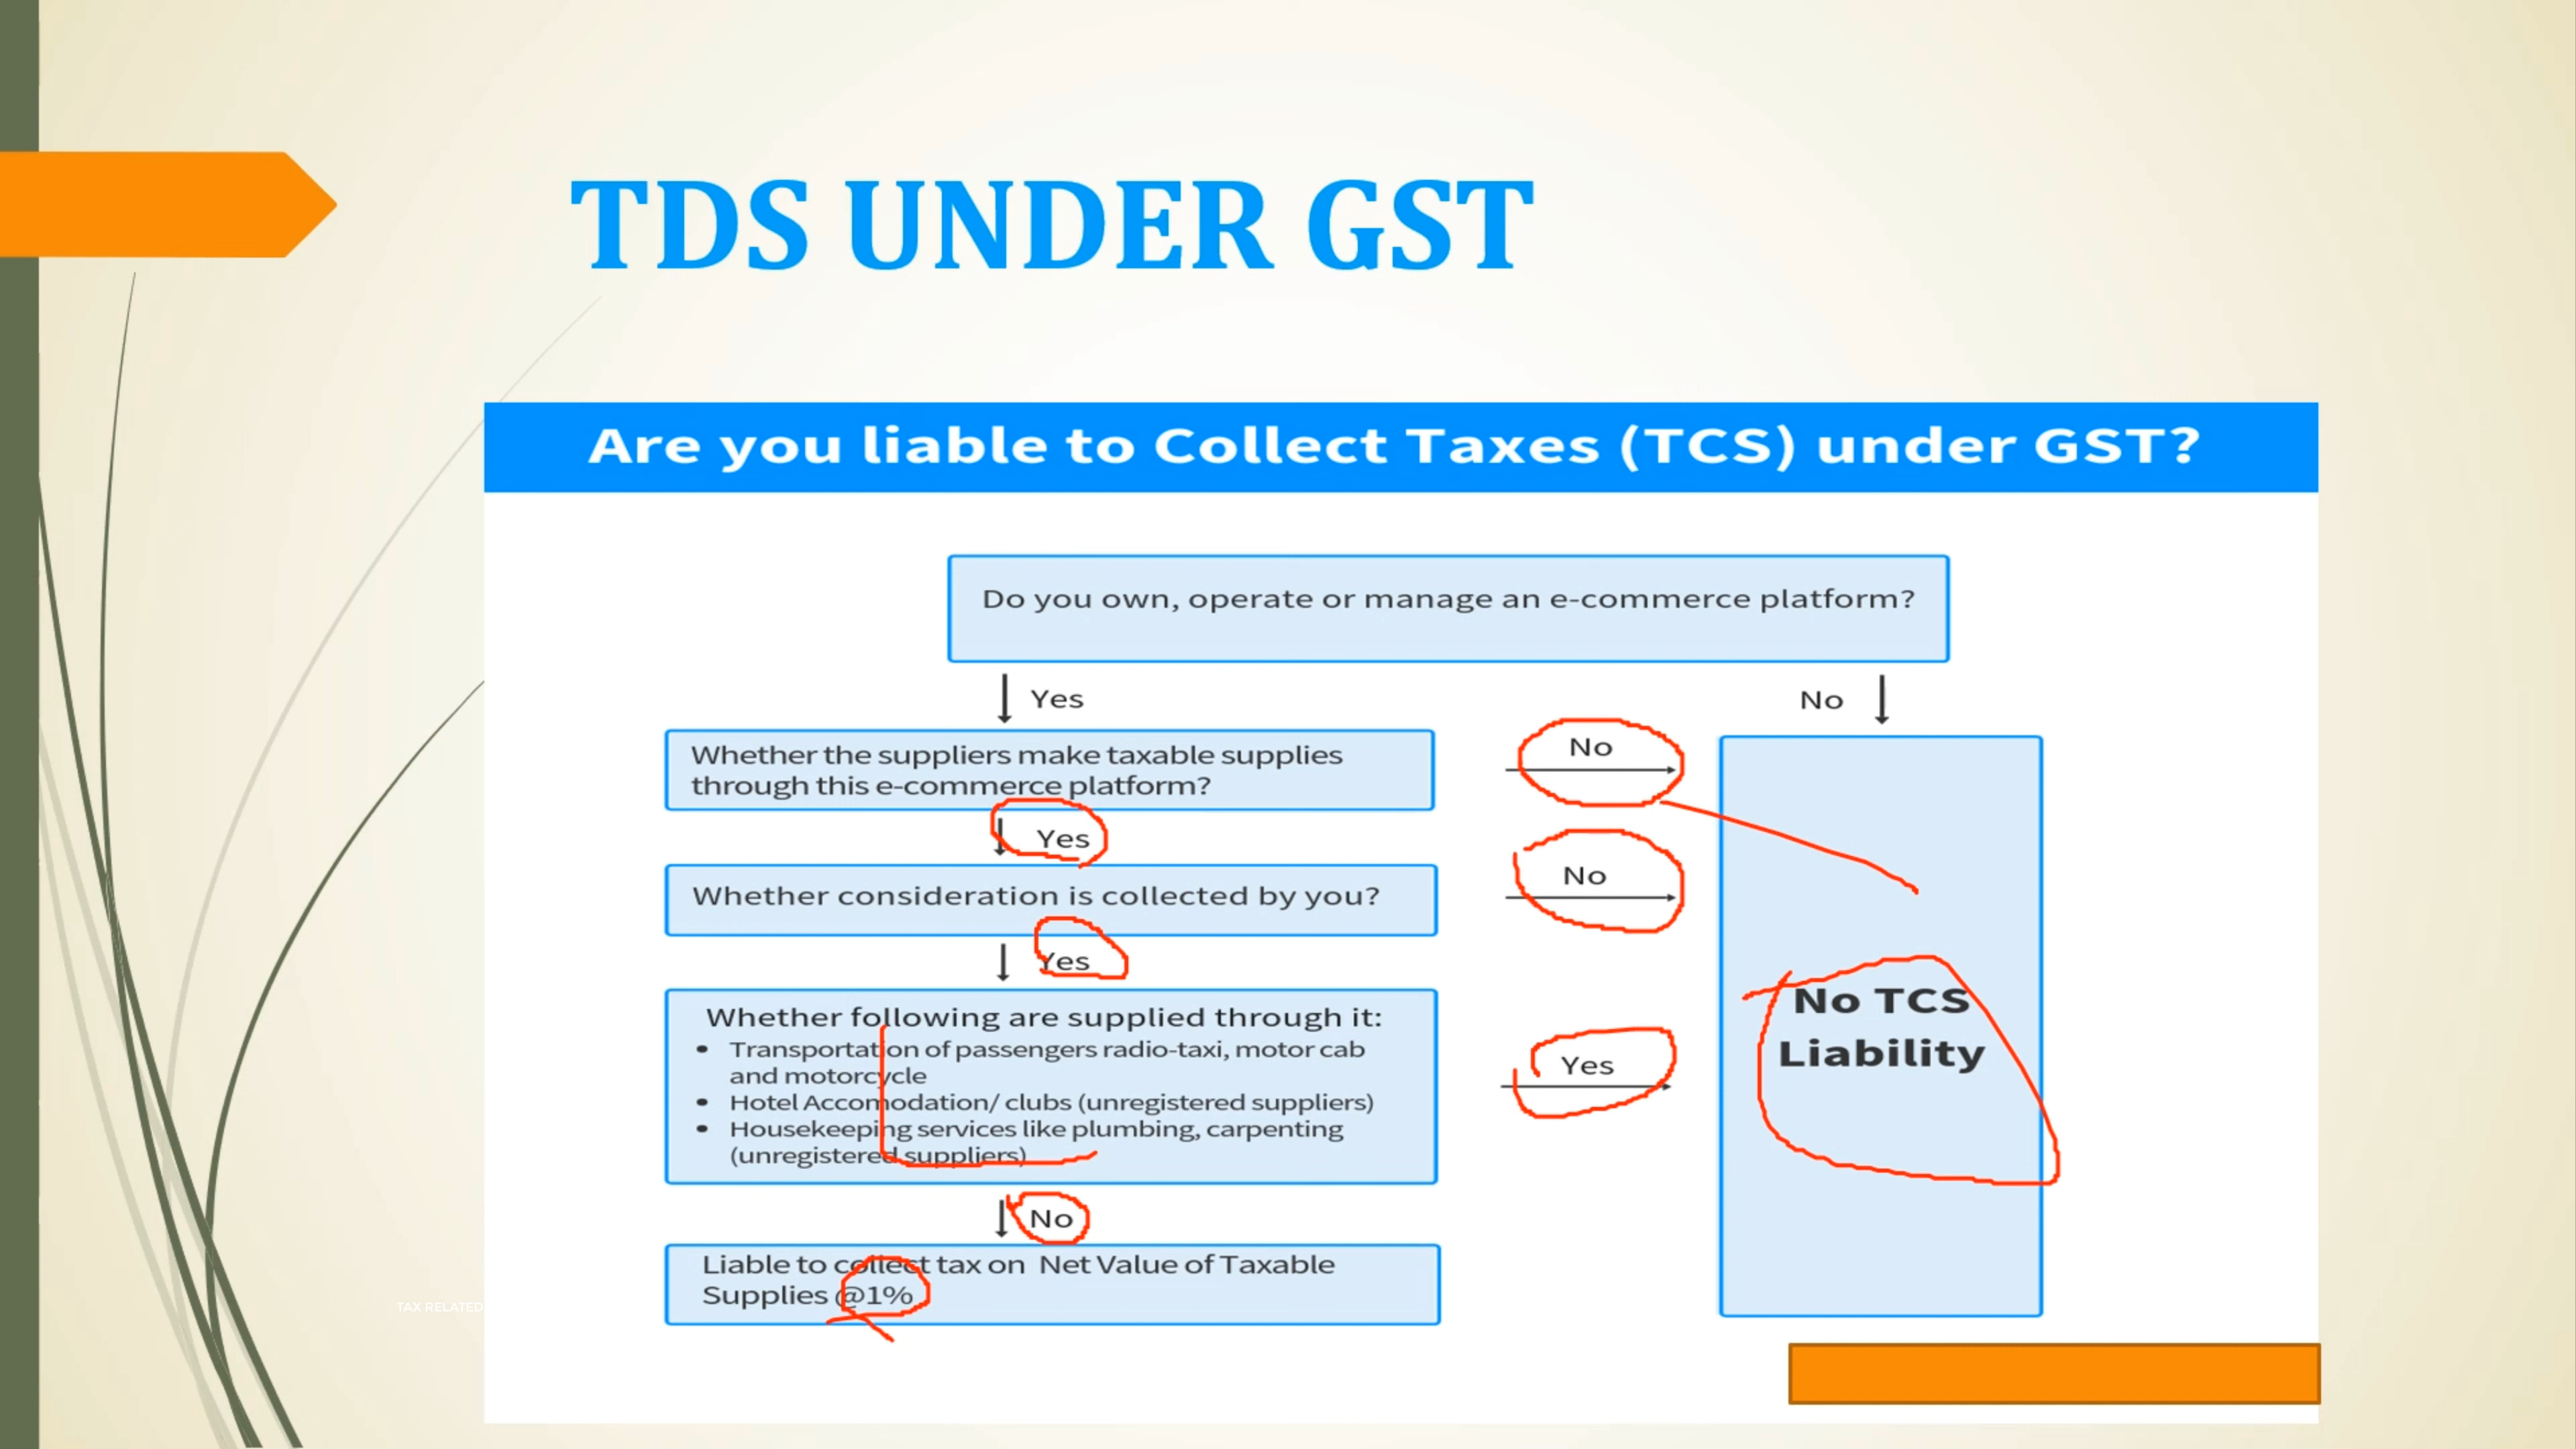 TDS UNDER GST
Are you liable to Collect Taxes (TCS) under GST?
Do you own, operate or manage an e-commerce platform?
Yes
No
Whether the suppliers make taxable supplies
through this e-commerce platform?
No
Yes
Whether consideration is collected by you?
No
Yes
Whether following are supplied through it:
• Transportation of passengers radio-taxi, motor cab
and motorcycle
• Hotel Accomodation/ clubs (unregistered suppliers)
• Housekeeping services like plumbing, carpenting
(unregistered suppliers)
Yes
No TCS
Liability
No
Liable to collect tax on Net Value of Taxable
Supplies @1%
TAX RELATED